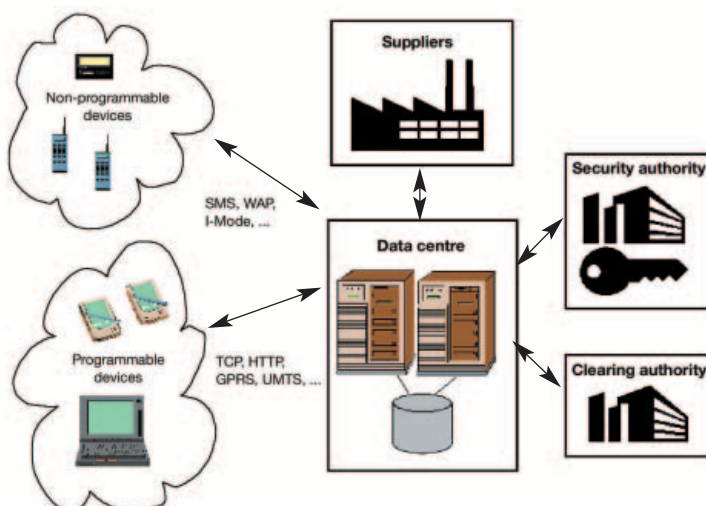 Non-programmable
devices
SMS, WAP,
I-Mode, ...
Programmable
devices
TCP, HTTP,
GPRS, UMTS, ...
Suppliers
Data centre
Security authority
Clearing authority